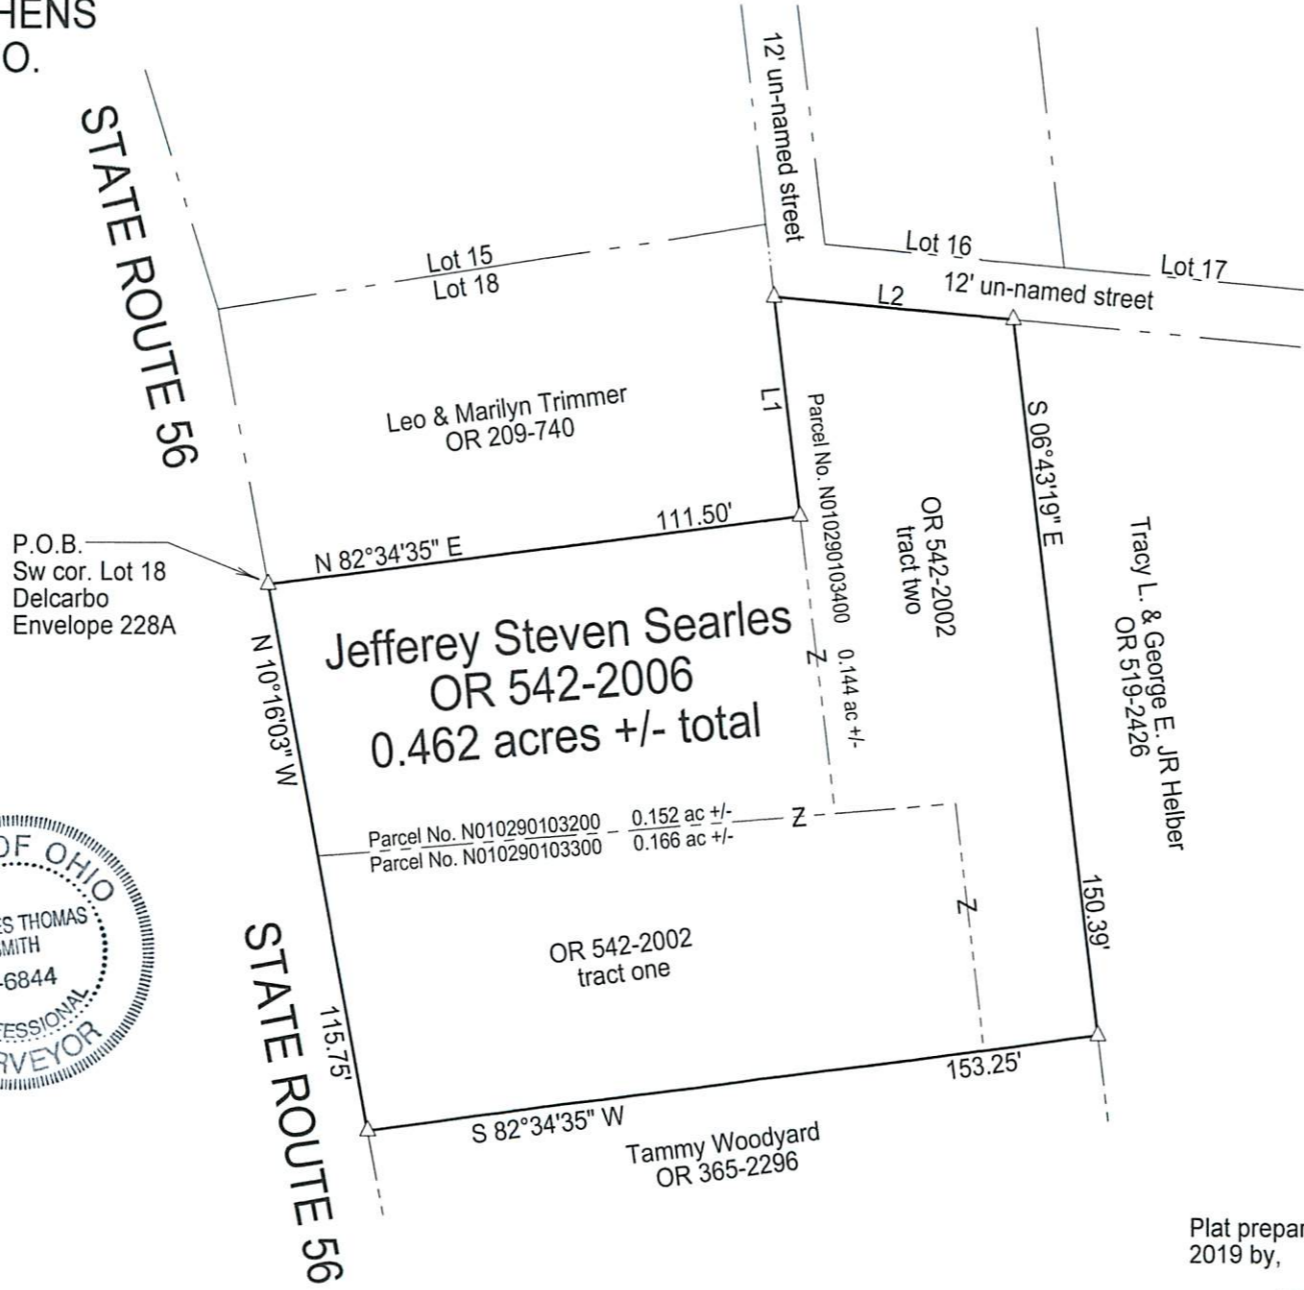 HENS
O.
STATE ROUTE 56
12' un-named street
Lot 15
Lot 18
Lot 16
Lot 17
12' un-named street
L2
L1
Leo & Marilyn Trimmer
OR 209-740
P.O.B.
Sw cor. Lot 18
Delcarbo
Envelope 228A
N 82°34'35" E
111.50'
Parcel No. N010290103400 0.144 ac +/-
OR 542-2002
tract two
S 06°43'19" E
150.39'
Tracy L. & George E. JR Helber
OR 519-2426
N 10°16'03" W
115.75'
Jefferey Steven Searles
OR 542-2006
0.462 acres +/- total
Z
Parcel No. N010290103200 0.152 ac +/-
Parcel No. N010290103300 0.166 ac +/-
Z
Z
OR 542-2002
tract one
OF OHIO
ES THOMAS
MITH
-6844
FESSIONAL
RVEYOR
STATE ROUTE 56
S 82°34'35" W
153.25'
Tammy Woodyard
OR 365-2296
Plat prepar
2019 by,